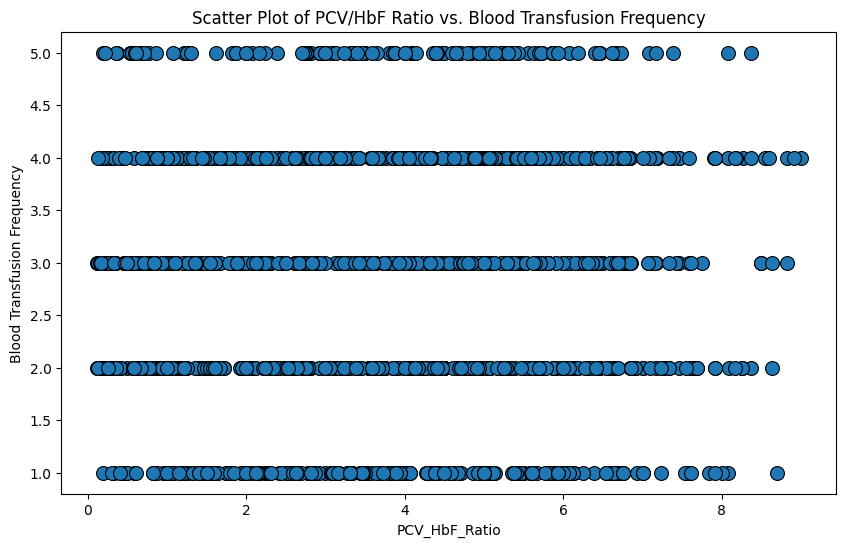 Scatter Plot of PCV/HbF Ratio vs. Blood Transfusion Frequency
5.0
4.5
4.0
3.5
3.0
2.5
2.0
1.5
1.0
Blood Transfusion Frequency
0 2 4 6 8
PCV_HbF_Ratio